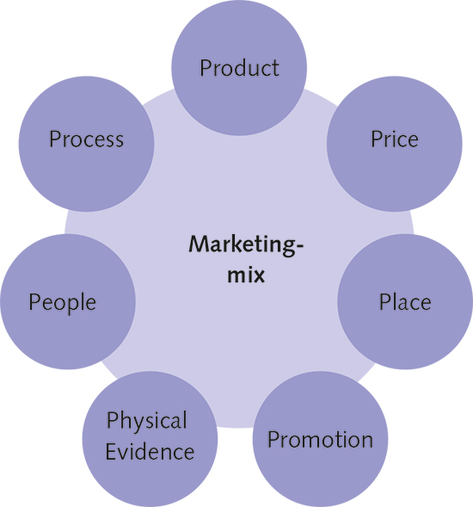 Product
Process
Price
Marketing-
mix
People
Place
Physical
Evidence
Promotion